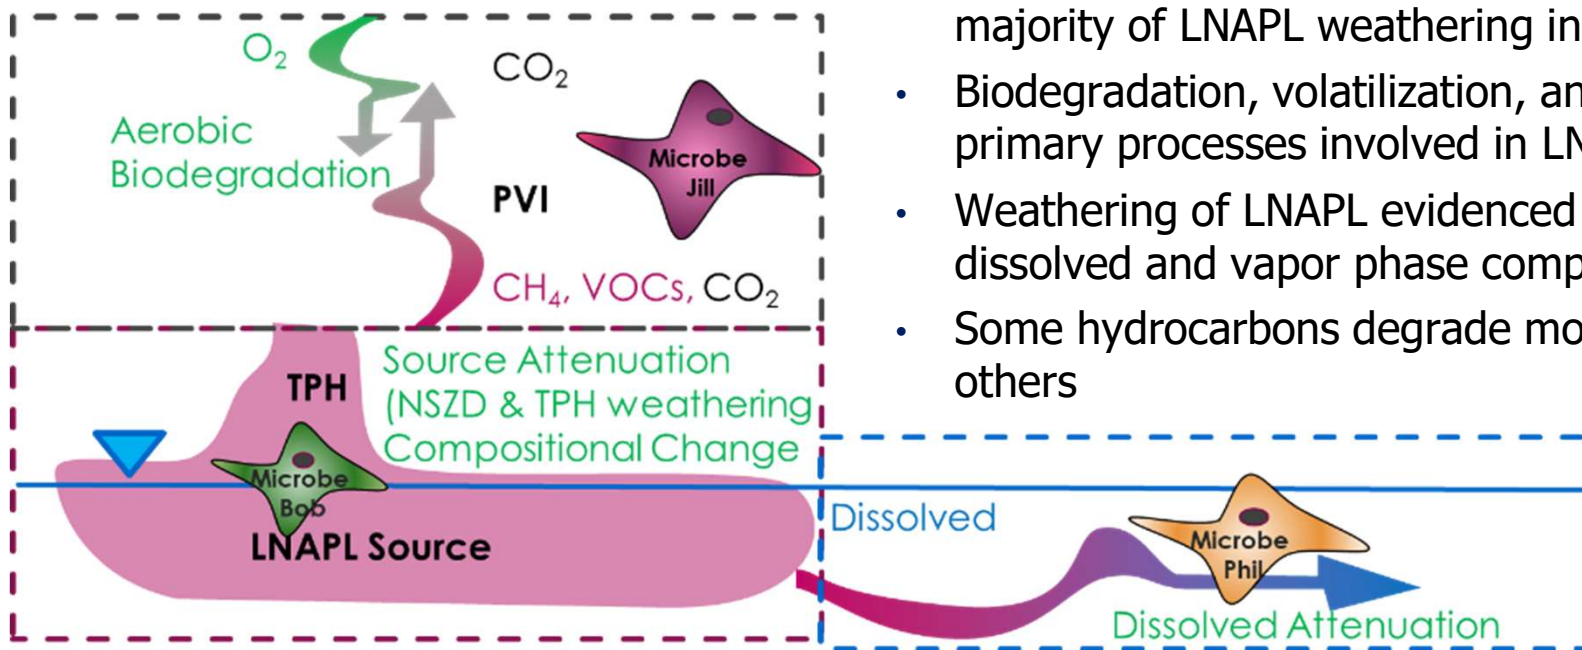 O₂
CO₂
Aerobic
Biodegradation
Microbe
Jill
PVI
CH₄, VOCs, CO₂
TPH
Source Attenuation
(NSZD & TPH weathering
Compositional Change
Microbe
Bob
LNAPL Source
majority of LNAPL weathering in
• Biodegradation, volatilization, an
primary processes involved in LN
• Weathering of LNAPL evidenced
dissolved and vapor phase comp
• Some hydrocarbons degrade mo
others
Dissolved
Microbe
Phil
Dissolved Attenuation